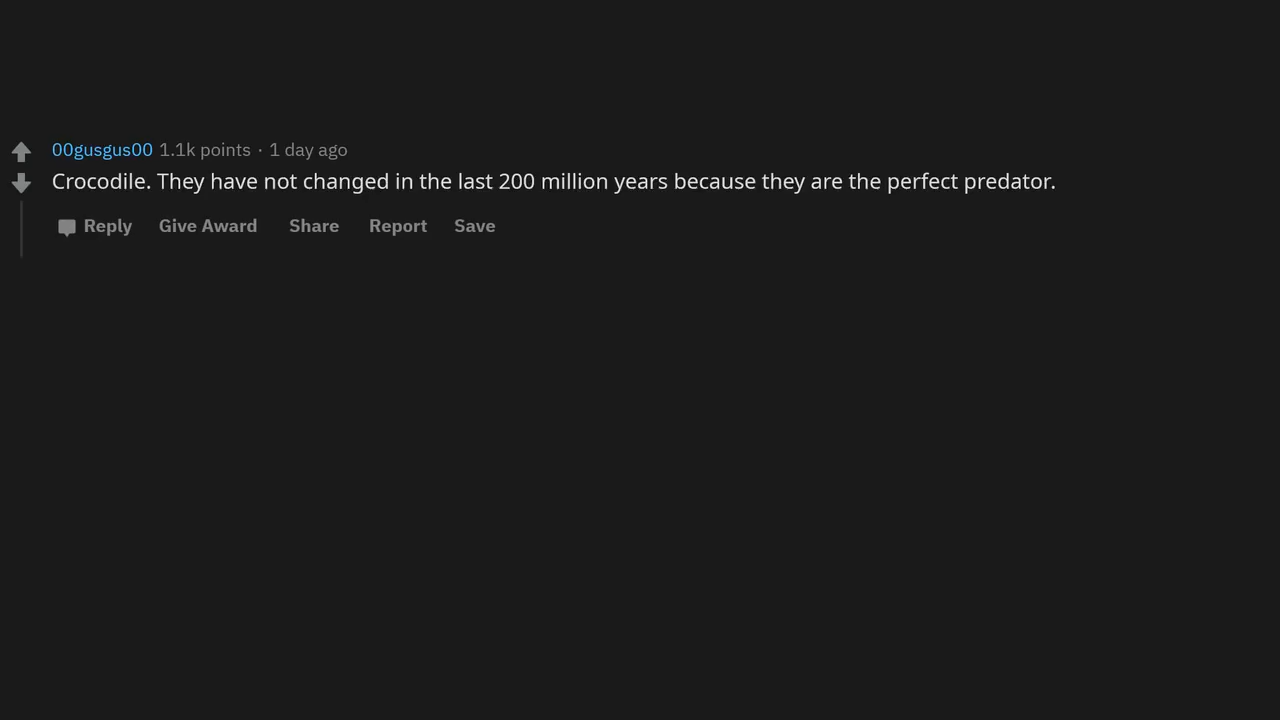 00gusgus00 1.1k points · 1 day ago
Crocodile. They have not changed in the last 200 million years because they are the perfect predator.
Reply Give Award Share Report Save